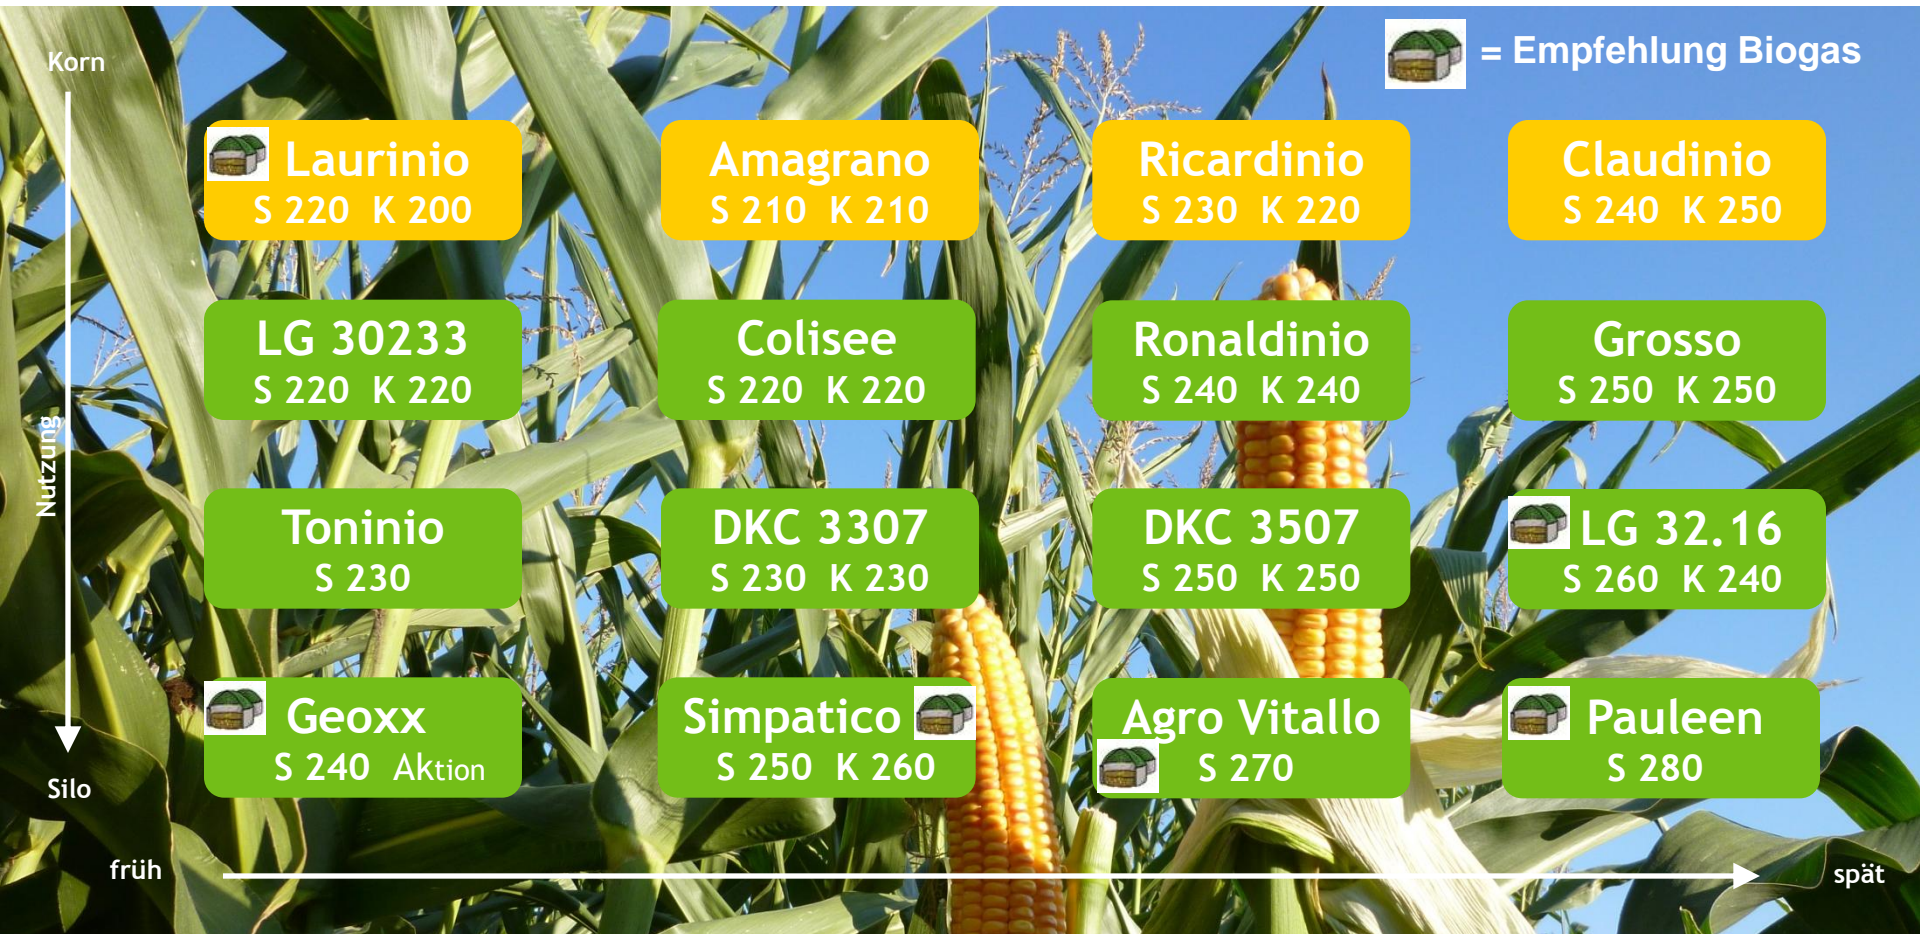 Korn
= Empfehlung Biogas
Laurinio
S 220 K 200
Amagrano
S 210 K 210
Ricardinio
S 230 K 220
Claudinio
S 240 K 250
LG 30233
S 220 K 220
Colisee
S 220 K 220
Ronaldinio
S 240 K 240
Grosso
S 250 K 250
Nutzung
Toninio
S 230
DKC 3307
S 230 K 230
DKC 3507
S 250 K 250
LG 32.16
S 260 K 240
Geoxx
S 240 Aktion
Simpatico
S 250 K 260
Agro Vitallo
S 270
Pauleen
S 280
Silo
früh
spät